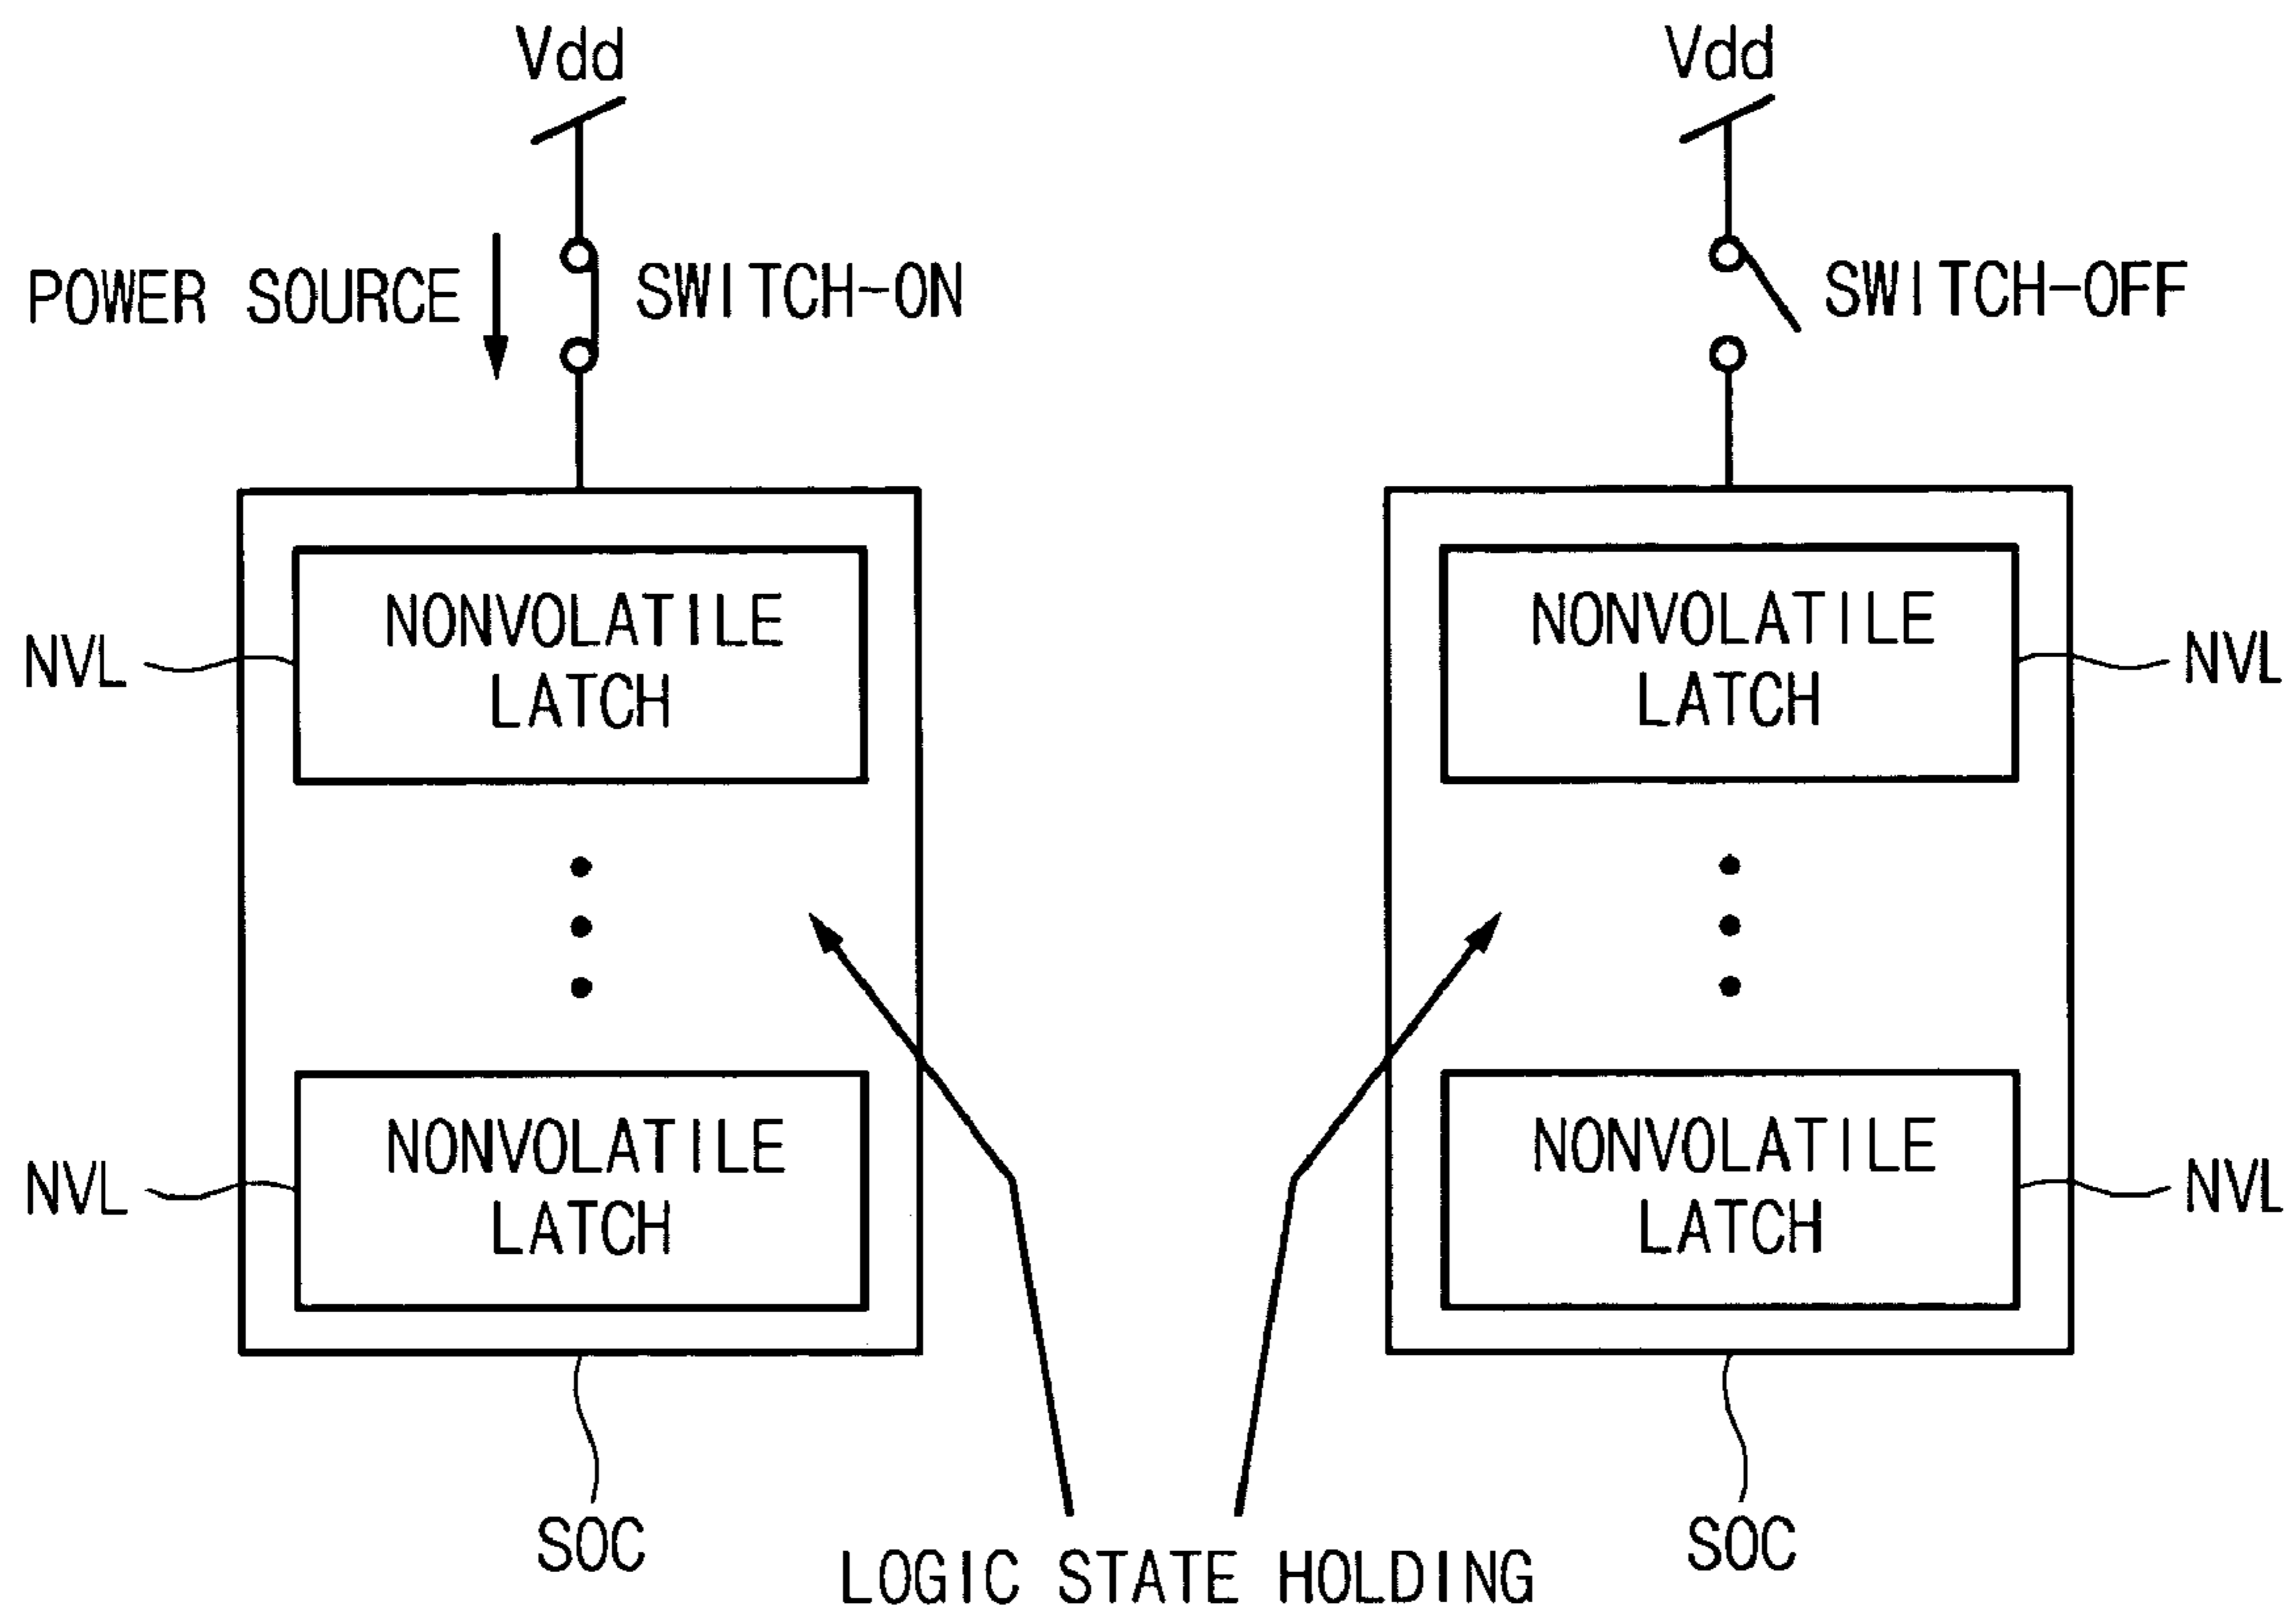 Vdd
Vdd
POWER SOURCE
SWITCH-ON
SWITCH-OFF
NVL
NONVOLATILE
LATCH
NONVOLATILE
LATCH
NVL
NVL
NONVOLATILE
LATCH
NONVOLATILE
LATCH
NVL
SOC
SOC
LOGIC STATE HOLDING